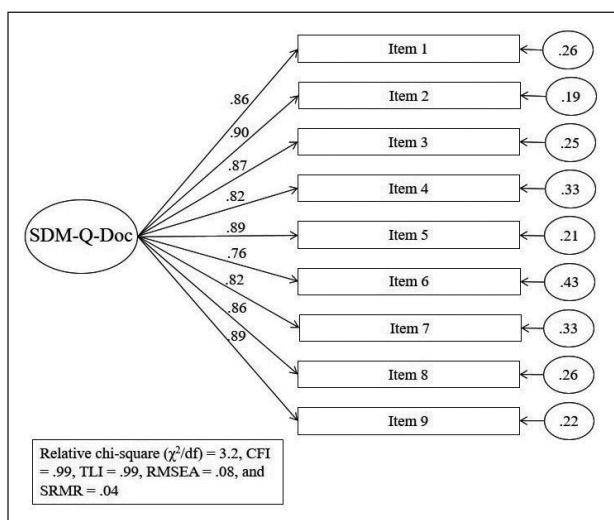 Item 1
.26
.86
Item 2
.19
.90
Item 3
.25
.87
Item 4
.33
.82
SDM-Q-Doc
.89
Item 5
.21
.76
Item 6
.43
.82
Item 7
.33
.86
Item 8
.26
.89
Item 9
.22
Relative chi-square (χ²/df) = 3.2, CFI
= .99, TLI = .99, RMSEA = .08, and
SRMR = .04